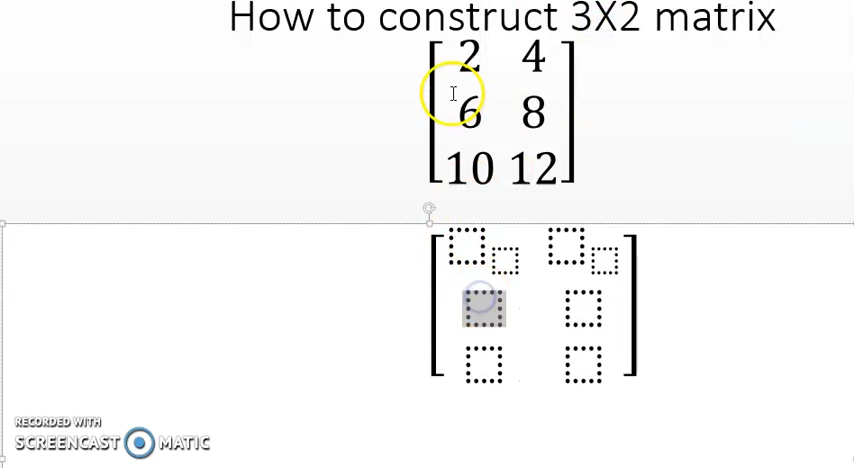 How to construct 3X2 matrix
2 4
6 8
10 12
RECORDED WITH
SCREENCAST MATIC